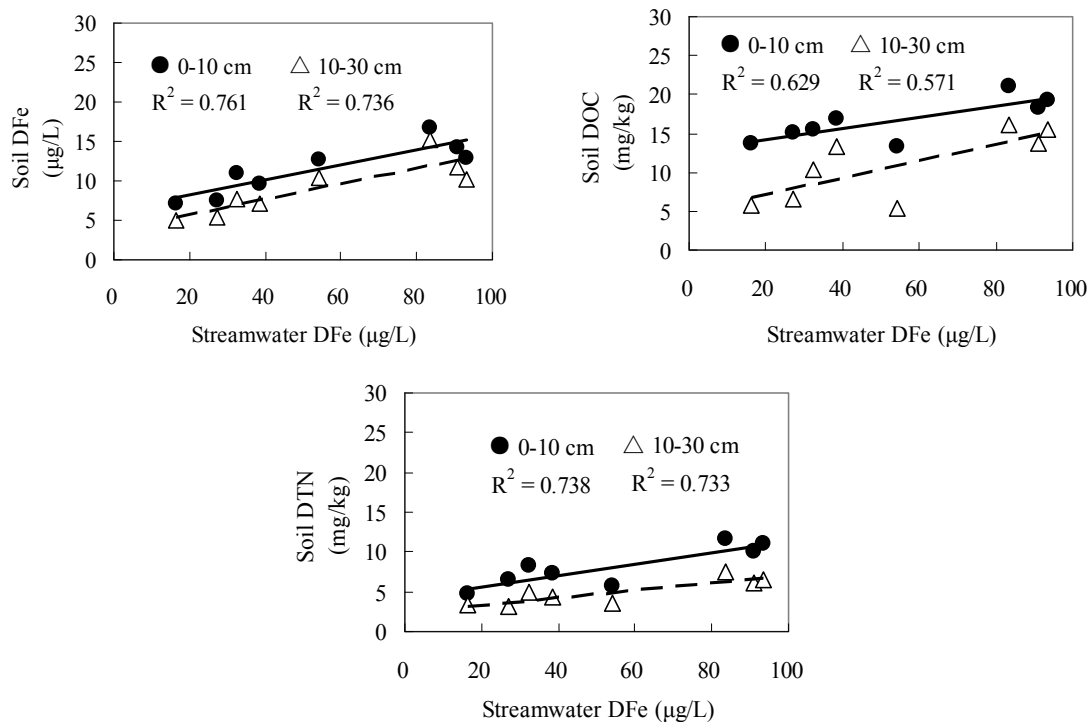 30
25
20
15
10
5
0
Soil DFe
(μg/L)
● 0-10 cm △ 10-30 cm
R² = 0.761 R² = 0.736
0 20 40 60 80 100
Streamwater DFe (μg/L)
30
25
20
15
10
5
0
Soil DOC
(mg/kg)
● 0-10 cm △ 10-30 cm
R² = 0.629 R² = 0.571
0 20 40 60 80 100
Streamwater DFe (μg/L)
30
25
20
15
10
5
0
Soil DTN
(mg/kg)
● 0-10 cm △ 10-30 cm
R² = 0.738 R² = 0.733
0 20 40 60 80 100
Streamwater DFe (μg/L)